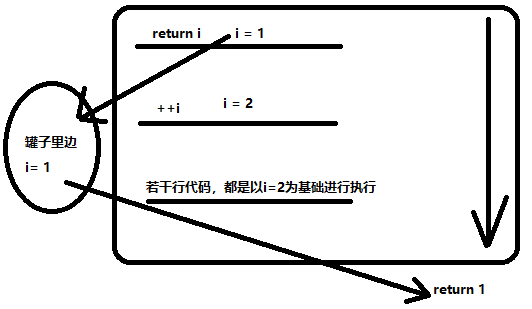 return i   i = 1
++i   i = 2
罐子里边
i= 1
若干行代码，都是以i=2为基础进行执行
return 1